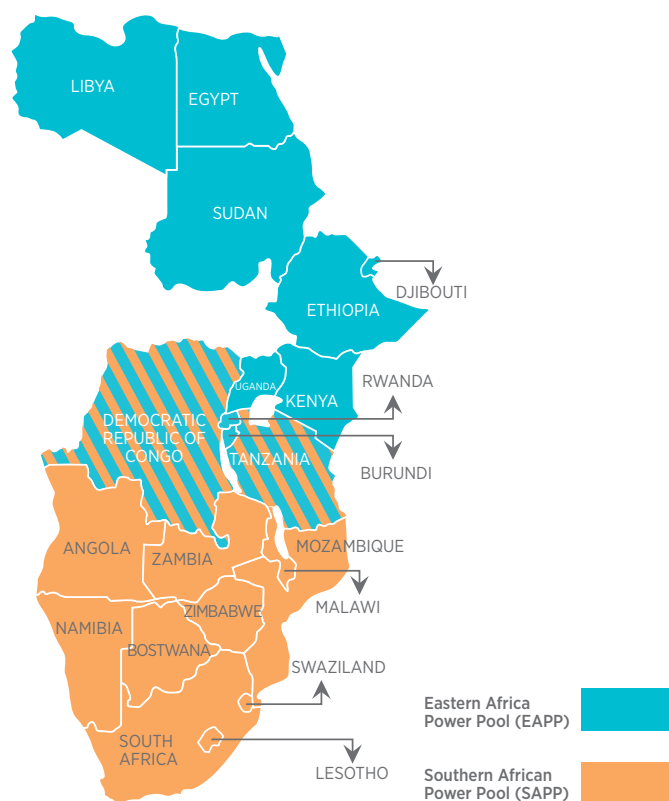 LIBYA
EGYPT
SUDAN
ETHIOPIA
DJIBOUTI
UGANDA
KENYA
RWANDA
DEMOCRATIC
REPUBLIC OF
CONGO
TANZANIA
BURUNDI
ANGOLA
ZAMBIA
MOZAMBIQUE
MALAWI
NAMIBIA
ZIMBABWE
BOSTWANA
SWAZILAND
SOUTH
AFRICA
LESOTHO
Eastern Africa
Power Pool (EAPP)
Southern African
Power Pool (SAPP)